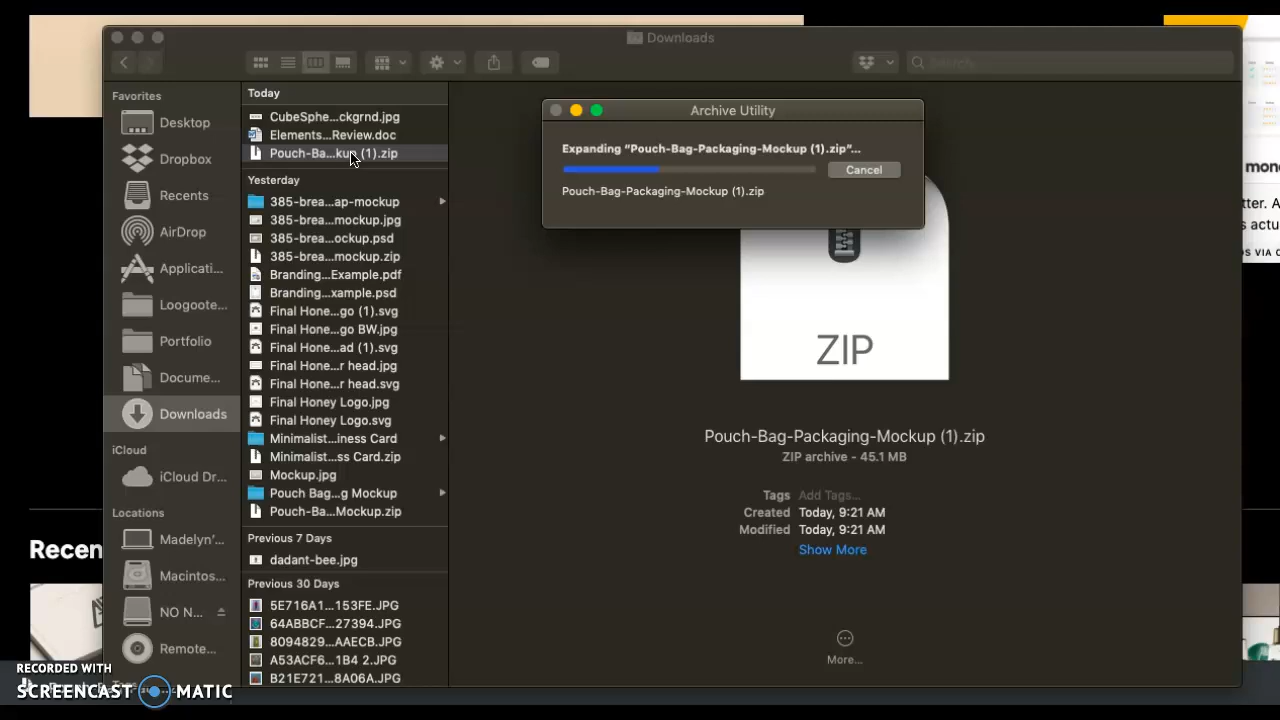 Downloads
Search
Favorites
Desktop
Dropbox
Recents
AirDrop
Applicati...
Loogoote...
Portfolio
Docume...
Downloads
iCloud
iCloud Dr...
Locations
Madelyn'...
Macintos...
NO N...
Remote...
Today
CubeSphe...ckgrnd.jpg
Elements...Review.doc
Pouch-Ba...kup (1).zip
Yesterday
385-brea...ap-mockup
385-brea...mockup.jpg
385-brea...ockup.psd
385-brea...mockup.zip
Branding...Example.pdf
Branding...xample.psd
Final Hone...go (1).svg
Final Hone...go BW.jpg
Final Hone...ad (1).svg
Final Hone...r head.jpg
Final Hone...r head.svg
Final Honey Logo.jpg
Final Honey Logo.svg
Minimalist...iness Card
Minimalist...ss Card.zip
Mockup.jpg
Pouch Bag...g Mockup
Pouch-Ba...Mockup.zip
Previous 7 Days
dadant-bee.jpg
Previous 30 Days
5E716A1...153FE.JPG
64ABBCF...27394.JPG
8094829...AAECB.JPG
A53ACF6...1B4 2.JPG
B21E721...8A06A.JPG
Archive Utility
Expanding “Pouch-Bag-Packaging-Mockup (1).zip”...
Cancel
Pouch-Bag-Packaging-Mockup (1).zip
ZIP
Pouch-Bag-Packaging-Mockup (1).zip
ZIP archive - 45.1 MB
Tags Add Tags...
Created Today, 9:21 AM
Modified Today, 9:21 AM
Show More
More...
mono
tter. A
s actu
OS VIA C
Recen
RECORDED WITH
SCREENCAST MATIC